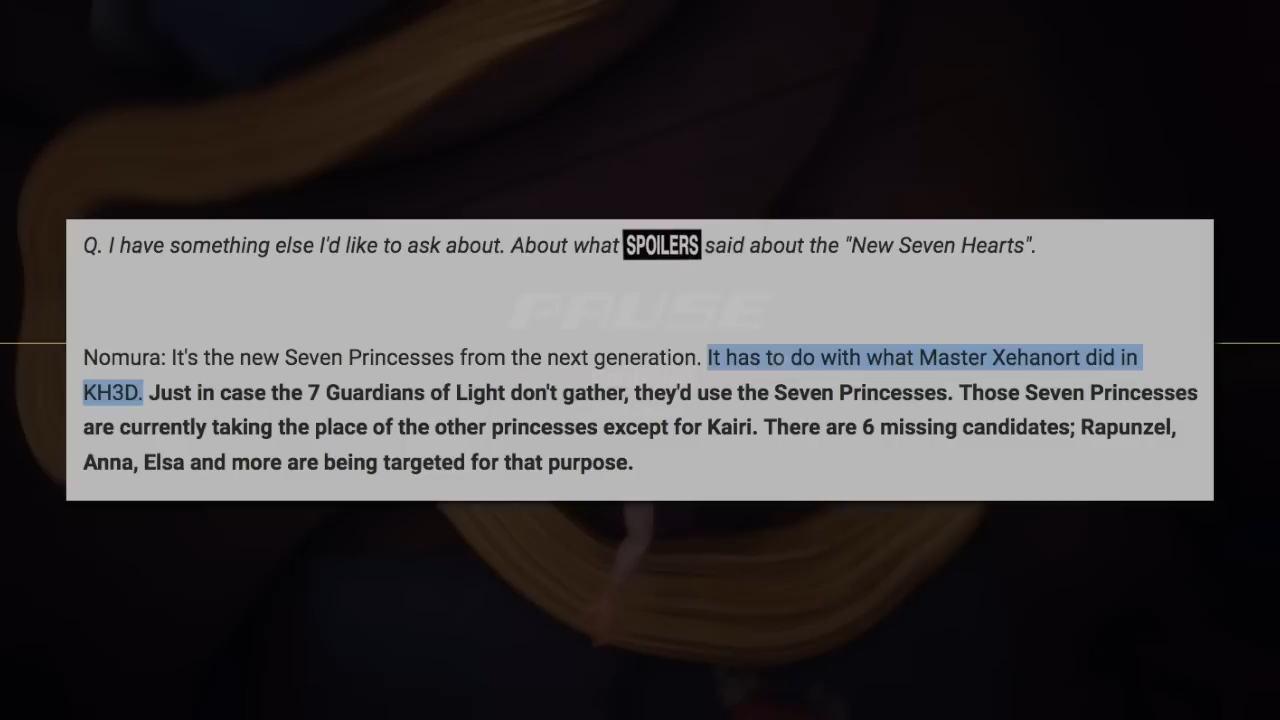 Q. I have something else I'd like to ask about. About what SPOILERS said about the "New Seven Hearts".
PAUSE
Nomura: It's the new Seven Princesses from the next generation. It has to do with what Master Xehanort did in
KH3D. Just in case the 7 Guardians of Light don't gather, they'd use the Seven Princesses. Those Seven Princesses
are currently taking the place of the other princesses except for Kairi. There are 6 missing candidates; Rapunzel,
Anna, Elsa and more are being targeted for that purpose.